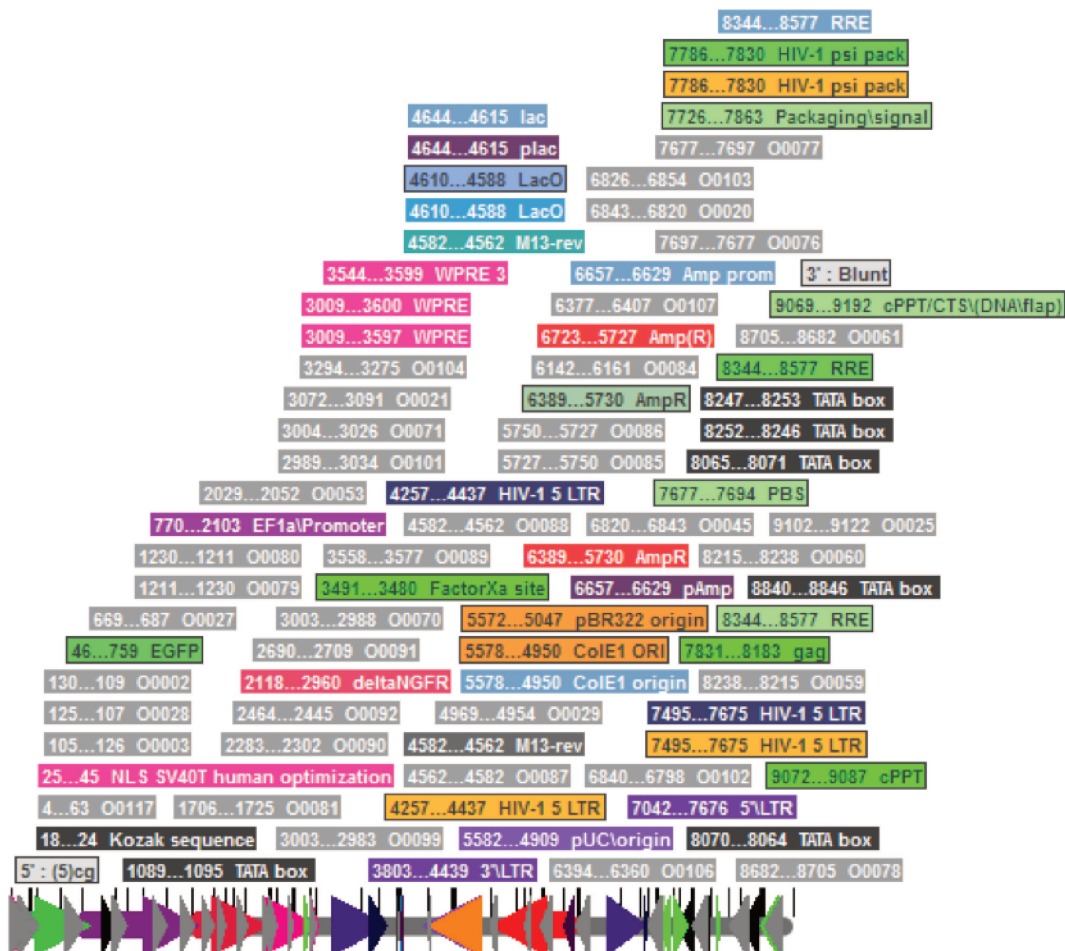 8344...8577 RRE
7786...7830 HIV-1 psi pack
7786...7830 HIV-1 psi pack
4644...4615 lac 7726...7863 Packaging\signal
4644...4615 plac 7677...7697 O0077
4610...4588 LacO 6826...6854 O0103
4610...4588 LacO 6843...6820 O0020
4582...4562 M13-rev 7697...7677 O0076
3544...3599 WPRE 3 6657...6629 Amp prom 3' : Blunt
3009...3600 WPRE 6377...6407 O0107 9069...9192 cPPT/CTS\(DNA\flap)
3009...3597 WPRE 6723...5727 Amp(R) 8705...8682 O0061
3294...3275 O0104 6142...6161 O0084 8344...8577 RRE
3072...3091 O0021 6389...5730 AmpR 8247...8253 TATA box
3004...3026 O0071 5750...5727 O0086 8252...8246 TATA box
2989...3034 O0101 5727...5750 O0085 8065...8071 TATA box
2029...2052 O0053 4257...4437 HIV-1 5 LTR 7677...7694 PBS
770...2103 EF1a\Promoter 4582...4562 O0088 6820...6843 O0045 9102...9122 O0025
1230...1211 O0080 3558...3577 O0089 6389...5730 AmpR 8215...8238 O0060
1211...1230 O0079 3491...3480 FactorXa site 6657...6629 pAmp 8840...8846 TATA box
669...687 O0027 3003...2988 O0070 5572...5047 pBR322 origin 8344...8577 RRE
46...759 EGFP 2690...2709 O0091 5578...4950 ColE1 ORI 7831...8183 gag
130...109 O0002 2118...2960 deltaNGFR 5578...4950 ColE1 origin 8238...8215 O0059
125...107 O0028 2464...2445 O0092 4969...4954 O0029 7495...7675 HIV-1 5 LTR
105...126 O0003 2283...2302 O0090 4582...4562 M13-rev 7495...7675 HIV-1 5 LTR
25...45 NLS SV40T human optimization 4562...4582 O0087 6840...6798 O0102 9072...9087 cPPT
4...63 O0117 1706...1725 O0081 4257...4437 HIV-1 5 LTR 7042...7676 5'\LTR
18...24 Kozak sequence 3003...2983 O0099 5582...4909 pUC\origin 8070...8064 TATA box
5' : (5)cg 1089...1095 TATA box 3803...4439 3'\LTR 6394...6360 O0106 8682...8705 O0078